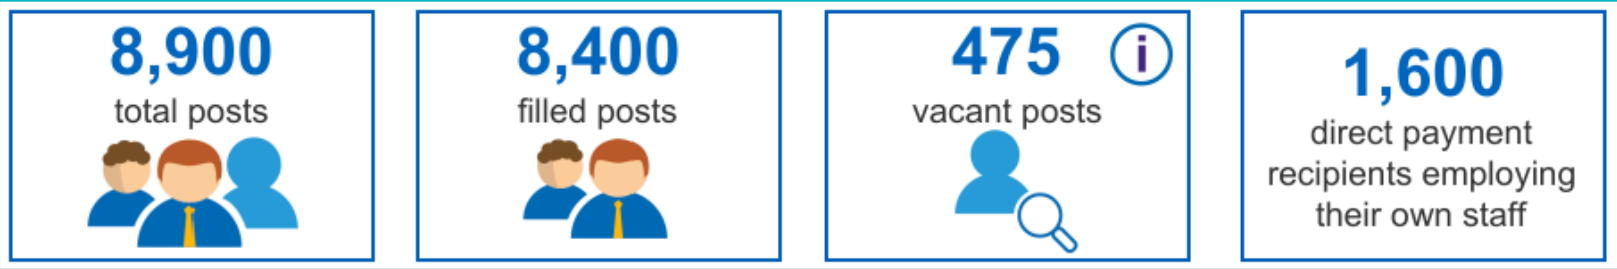 8,900
total posts
8,400
filled posts
475
i
vacant posts
1,600
direct payment
recipients employing
their own staff